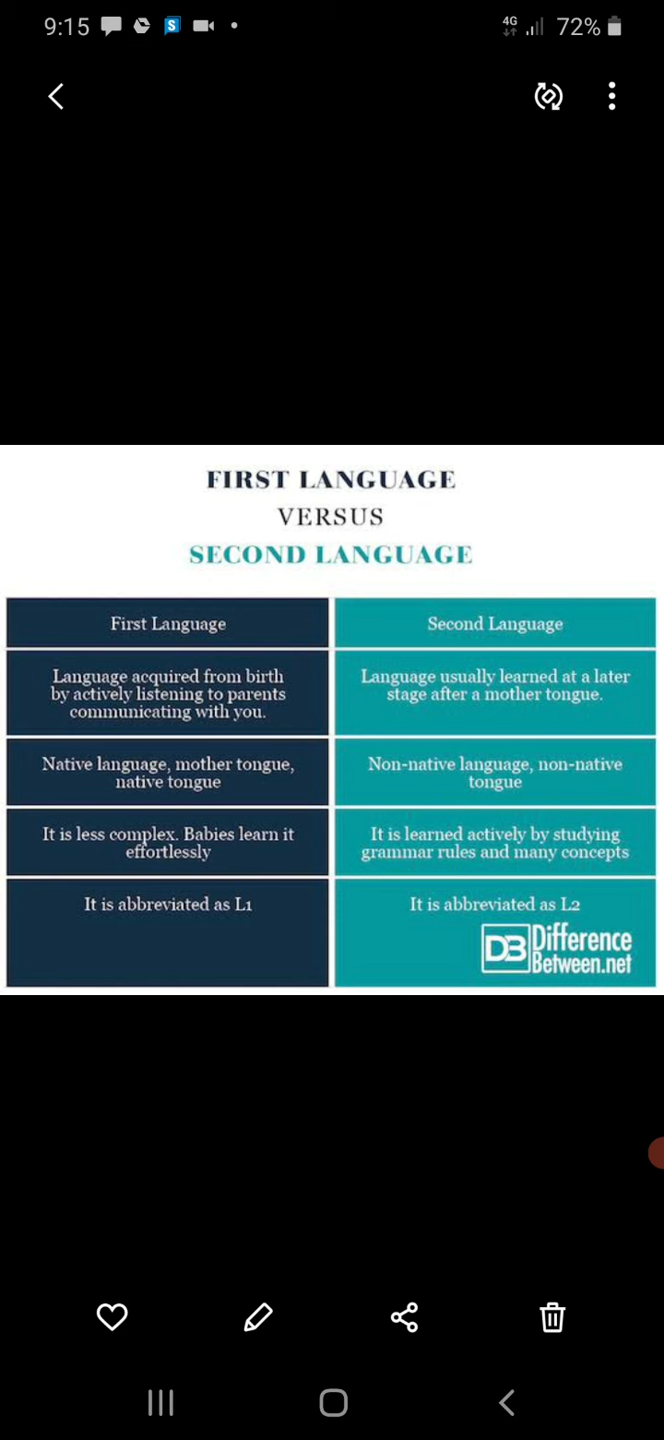 9:15
S
4G
72%
FIRST LANGUAGE
VERSUS
SECOND LANGUAGE
First Language
Second Language
Language acquired from birth
by actively listening to parents
communicating with you.
Language usually learned at a later
stage after a mother tongue.
Native language, mother tongue,
native tongue
Non-native language, non-native
tongue
It is less complex. Babies learn it
effortlessly
It is learned actively by studying
grammar rules and many concepts
It is abbreviated as L1
It is abbreviated as L2
DB
Difference
Between.net